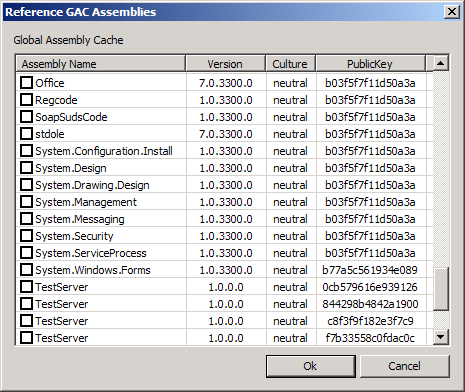 Reference GAC Assemblies
Global Assembly Cache
Assembly Name Version Culture PublicKey
Office 7.0.3300.0 neutral b03f5f7f11d50a3a
Regcode 1.0.3300.0 neutral b03f5f7f11d50a3a
SoapSudsCode 1.0.3300.0 neutral b03f5f7f11d50a3a
stdole 7.0.3300.0 neutral b03f5f7f11d50a3a
System.Configuration.Install 1.0.3300.0 neutral b03f5f7f11d50a3a
System.Design 1.0.3300.0 neutral b03f5f7f11d50a3a
System.Drawing.Design 1.0.3300.0 neutral b03f5f7f11d50a3a
System.Management 1.0.3300.0 neutral b03f5f7f11d50a3a
System.Messaging 1.0.3300.0 neutral b03f5f7f11d50a3a
System.Security 1.0.3300.0 neutral b03f5f7f11d50a3a
System.ServiceProcess 1.0.3300.0 neutral b03f5f7f11d50a3a
System.Windows.Forms 1.0.3300.0 neutral b77a5c561934e089
TestServer 1.0.0.0 neutral 0cb579616e939126
TestServer 1.0.0.0 neutral 844298b4842a1900
TestServer 1.0.0.0 neutral c8f3f9f182e3f7c9
TestServer 1.0.0.0 neutral f7b33558c0fdac0c
Ok Cancel